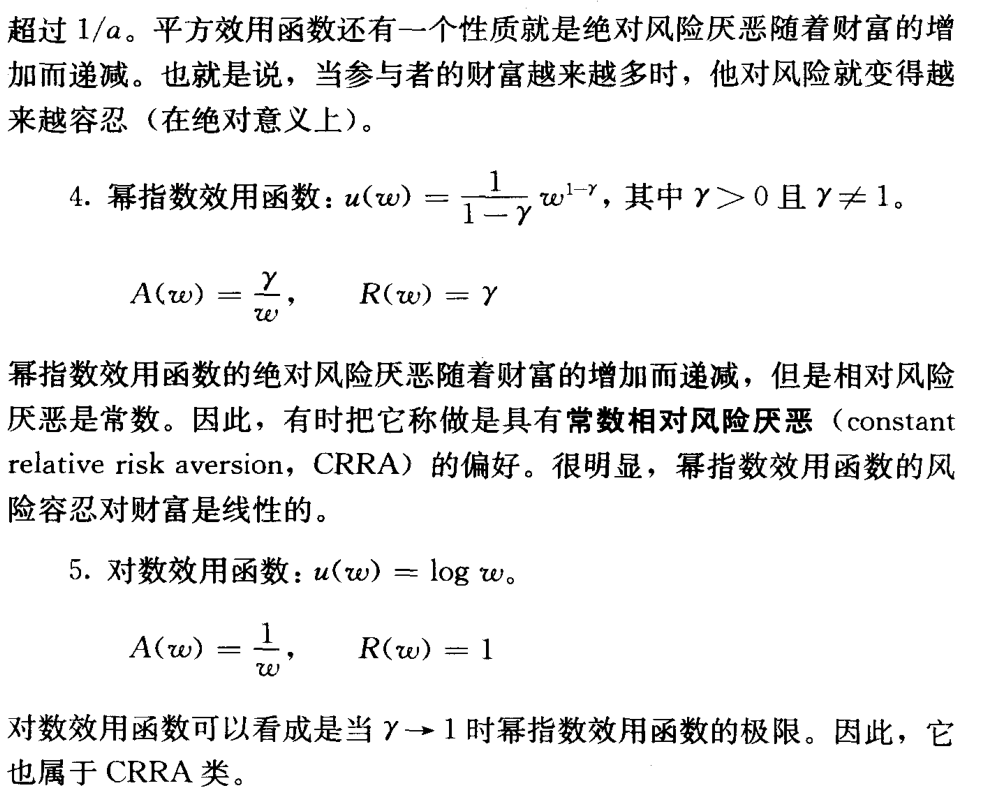 超过 1/a。平方效用函数还有一个性质就是绝对风险厌恶随着财富的增
加而递减。也就是说，当参与者的财富越来越多时，他对风险就变得越
来越容忍（在绝对意义上）。
4. 幂指数效用函数：u(w) = \frac{1}{1-γ} w^{1-γ}，其中 γ > 0 且 γ ≠ 1。
A(w) = \frac{γ}{w}， R(w) = γ
幂指数效用函数的绝对风险厌恶随着财富的增加而递减，但是相对风险
厌恶是常数。因此，有时把它称做是具有常数相对风险厌恶（constant
relative risk aversion，CRRA）的偏好。很明显，幂指数效用函数的风
险容忍对财富是线性的。
5. 对数效用函数：u(w) = log w。
A(w) = \frac{1}{w}， R(w) = 1
对数效用函数可以看成是当 γ → 1 时幂指数效用函数的极限。因此，它
也属于 CRRA 类。